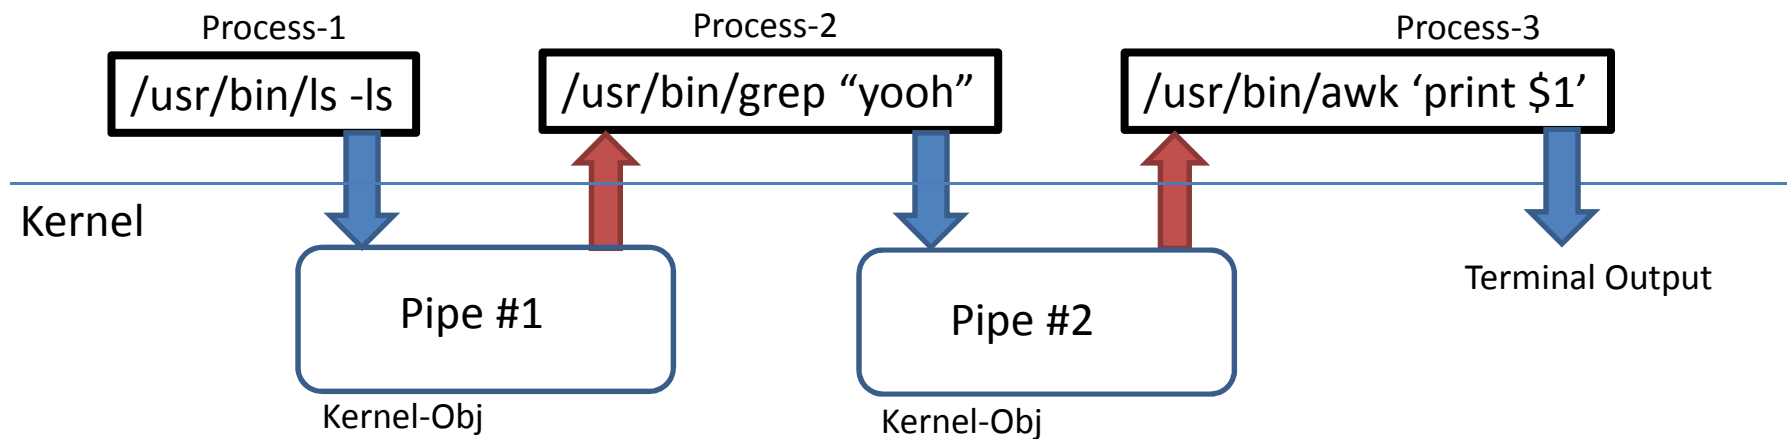 Process-1
Process-2
Process-3
/usr/bin/ls -ls
/usr/bin/grep “yooh”
/usr/bin/awk ‘print $1’
Kernel
Pipe #1
Pipe #2
Terminal Output
Kernel-Obj
Kernel-Obj